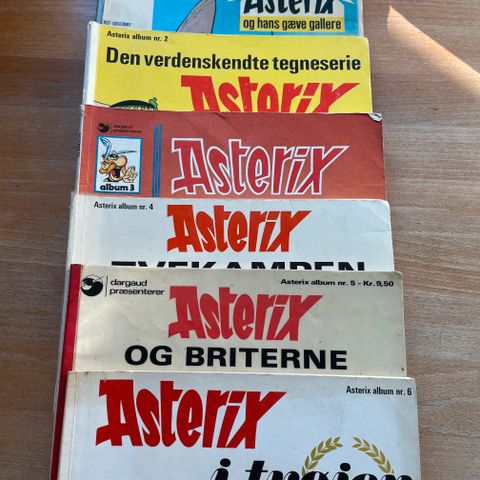 Asterix
og hans gæve gallere
Asterix album nr. 2
Den verdenskendte tegneserie
Asterix
dargaud
præsenterer
album 3
Asterix
Asterix album nr. 4
Asterix
TVEKAMPEN
dargaud
præsenterer
Asterix album nr. 5 - Kr. 9,50
Asterix
OG BRITERNE
Asterix album nr. 6
Asterix
i trøjen